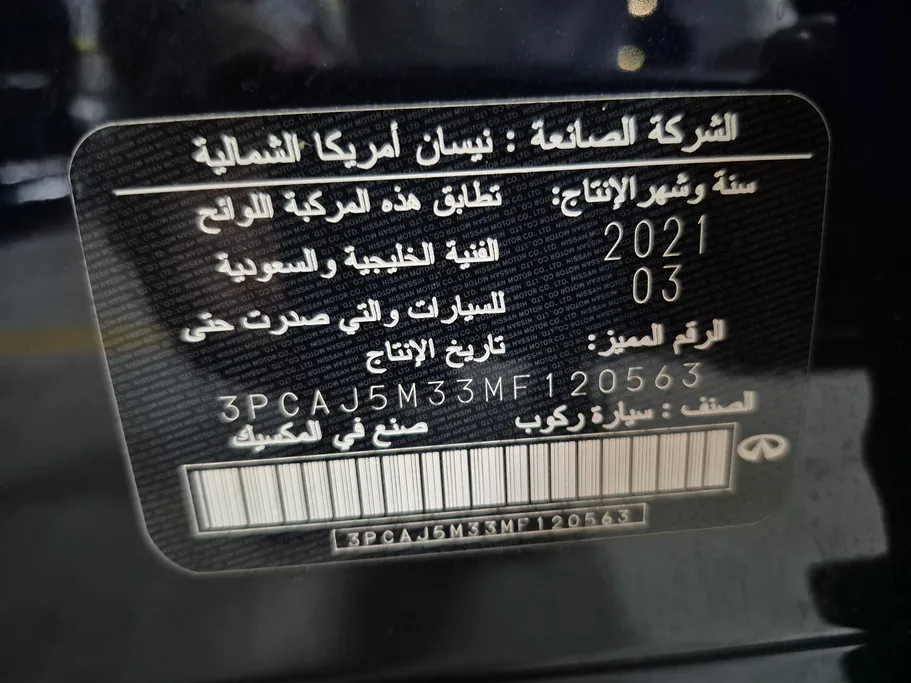 الشركة الصانعة : نيسان أمريكا الشمالية
سنة وشهر الإنتاج:
2021
03
تطابق هذه المركبة اللوائح
الفنية الخليجية والسعودية
للسيارات والتي صدرت حتى
تاريخ الإنتاج
الرقم المميز:
3PCAJ5M33MF120563
الصنف : سيارة ركوب
صنع في المكسيك
3PCAJ5M33MF120563